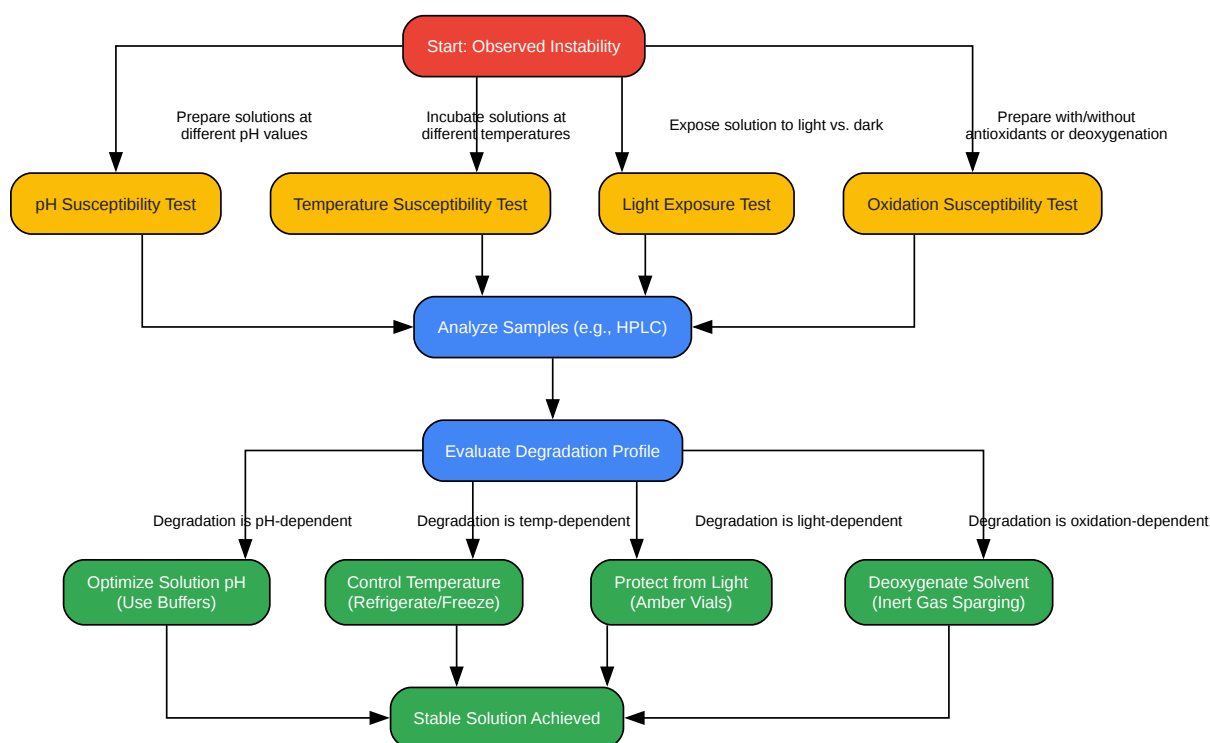 Start: Observed Instability
Prepare solutions at
different pH values
Incubate solutions at
different temperatures
Expose solution to light vs. dark
Prepare with/without
antioxidants or deoxygenation
pH Susceptibility Test
Temperature Susceptibility Test
Light Exposure Test
Oxidation Susceptibility Test
Analyze Samples (e.g., HPLC)
Evaluate Degradation Profile
Degradation is pH-dependent
Degradation is temp-dependent
Degradation is light-dependent
Degradation is oxidation-dependent
Optimize Solution pH
(Use Buffers)
Control Temperature
(Refrigerate/Freeze)
Protect from Light
(Amber Vials)
Deoxygenate Solvent
(Inert Gas Sparging)
Stable Solution Achieved